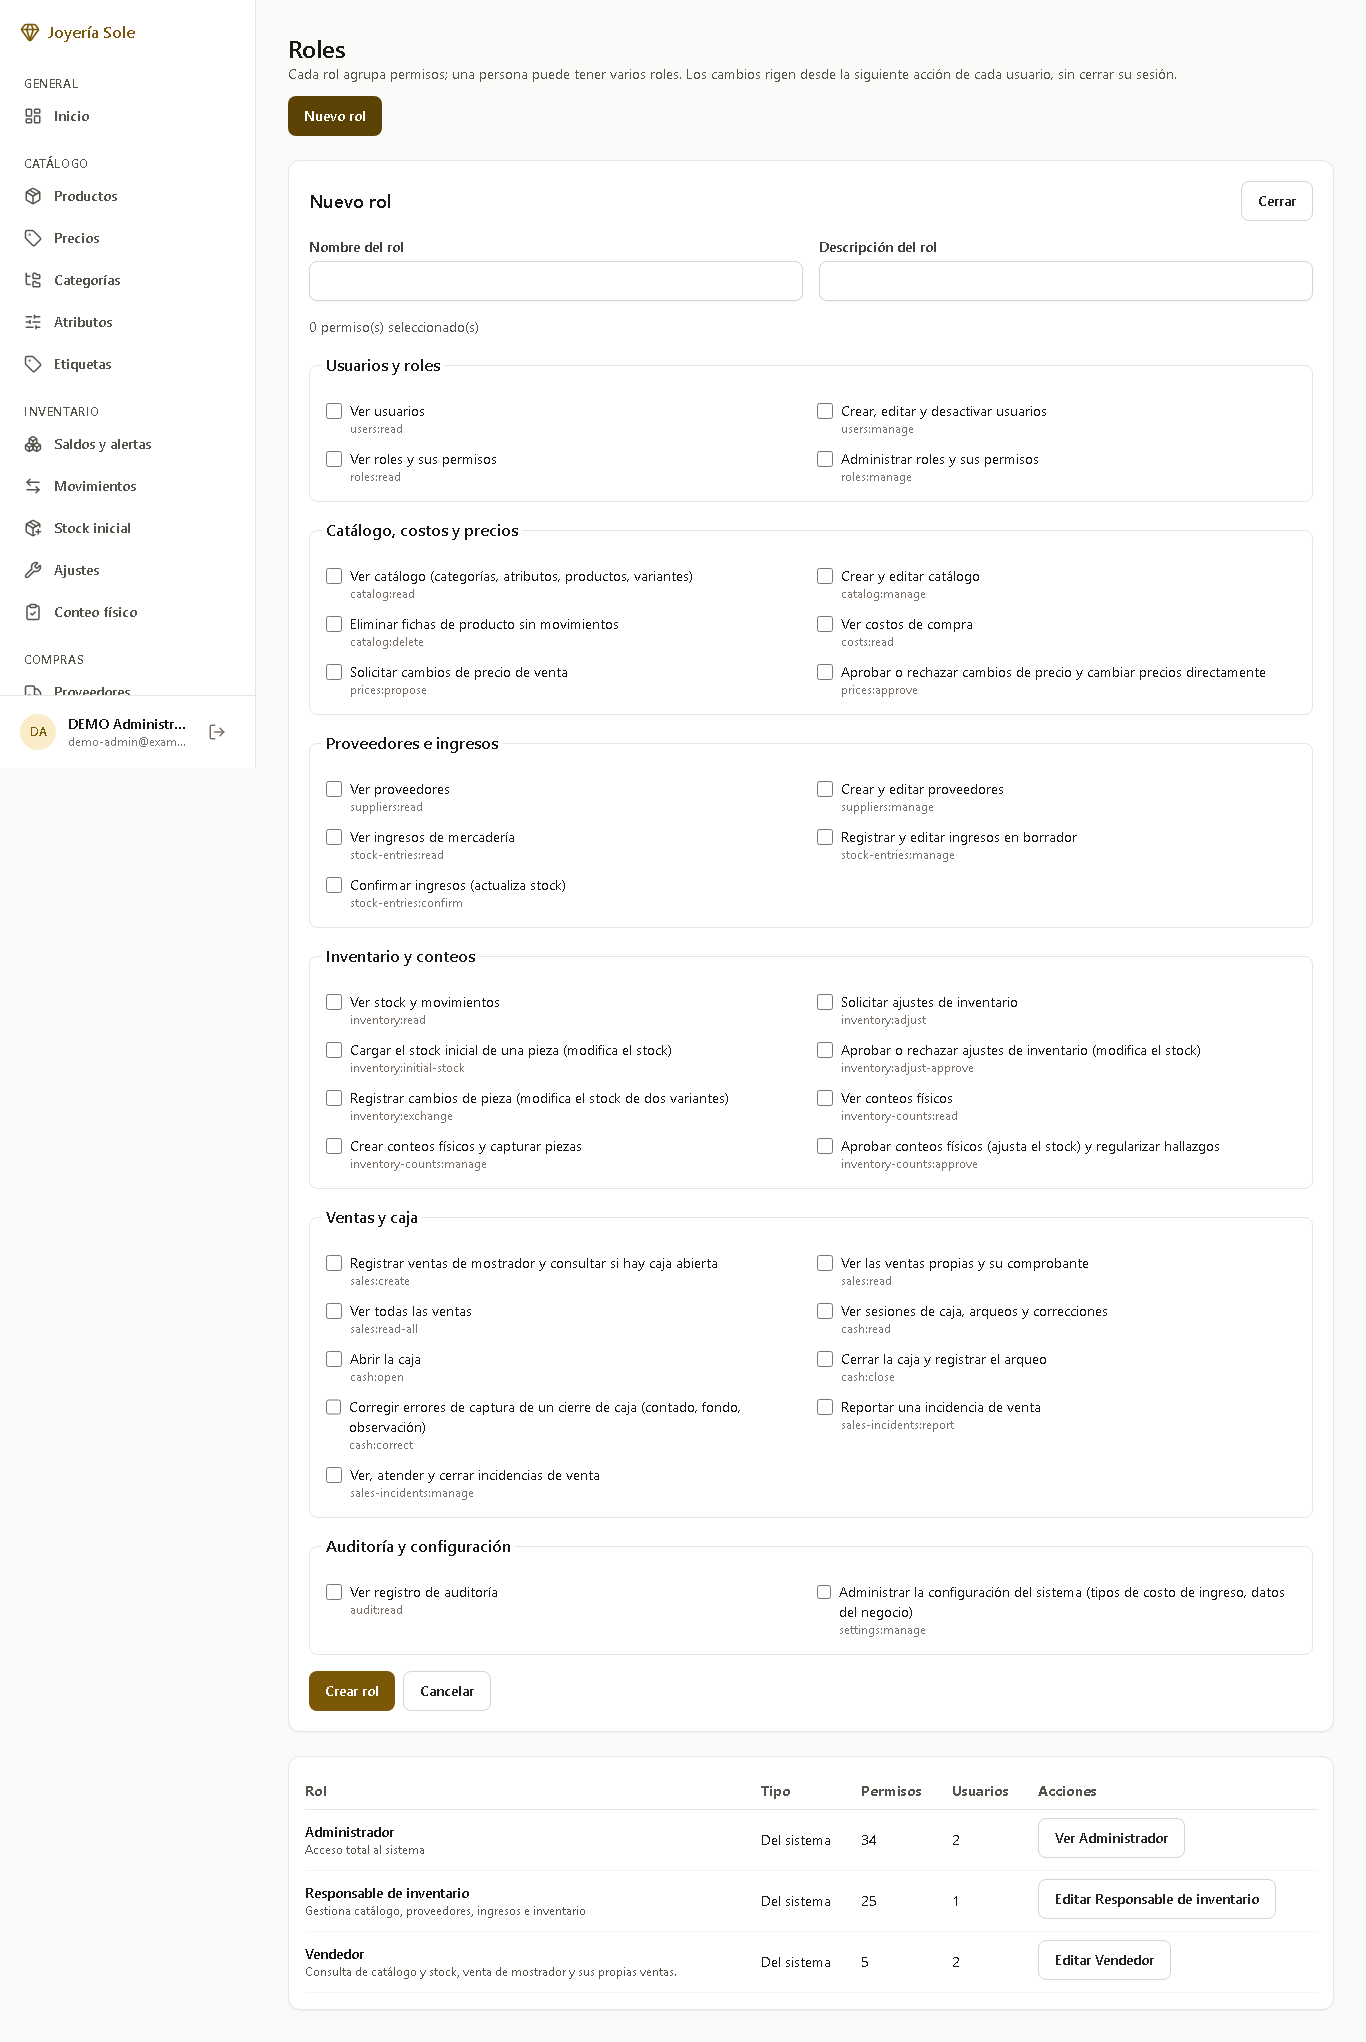 Joyería Sole
GENERAL
Inicio
CATÁLOGO
Productos
Precios
Categorías
Atributos
Etiquetas
INVENTARIO
Saldos y alertas
Movimientos
Stock inicial
Ajustes
Conteo físico
COMPRAS
Proveedores
DA
DEMO Administr...
demo-admin@exam...
Roles
Cada rol agrupa permisos; una persona puede tener varios roles. Los cambios rigen desde la siguiente acción de cada usuario, sin cerrar su sesión.
Nuevo rol
Nuevo rol
Cerrar
Nombre del rol
Descripción del rol
0 permiso(s) seleccionado(s)
Usuarios y roles
Ver usuarios
users:read
Crear, editar y desactivar usuarios
users:manage
Ver roles y sus permisos
roles:read
Administrar roles y sus permisos
roles:manage
Catálogo, costos y precios
Ver catálogo (categorías, atributos, productos, variantes)
catalog:read
Crear y editar catálogo
catalog:manage
Eliminar fichas de producto sin movimientos
catalog:delete
Ver costos de compra
costs:read
Solicitar cambios de precio de venta
prices:propose
Aprobar o rechazar cambios de precio y cambiar precios directamente
prices:approve
Proveedores e ingresos
Ver proveedores
suppliers:read
Crear y editar proveedores
suppliers:manage
Ver ingresos de mercadería
stock-entries:read
Registrar y editar ingresos en borrador
stock-entries:manage
Confirmar ingresos (actualiza stock)
stock-entries:confirm
Inventario y conteos
Ver stock y movimientos
inventory:read
Solicitar ajustes de inventario
inventory:adjust
Cargar el stock inicial de una pieza (modifica el stock)
inventory:initial-stock
Aprobar o rechazar ajustes de inventario (modifica el stock)
inventory:adjust-approve
Registrar cambios de pieza (modifica el stock de dos variantes)
inventory:exchange
Ver conteos físicos
inventory-counts:read
Crear conteos físicos y capturar piezas
inventory-counts:manage
Aprobar conteos físicos (ajusta el stock) y regularizar hallazgos
inventory-counts:approve
Ventas y caja
Registrar ventas de mostrador y consultar si hay caja abierta
sales:create
Ver las ventas propias y su comprobante
sales:read
Ver todas las ventas
sales:read-all
Ver sesiones de caja, arqueos y correcciones
cash:read
Abrir la caja
cash:open
Cerrar la caja y registrar el arqueo
cash:close
Corregir errores de captura de un cierre de caja (contado, fondo,
observación)
cash:correct
Reportar una incidencia de venta
sales-incidents:report
Ver, atender y cerrar incidencias de venta
sales-incidents:manage
Auditoría y configuración
Ver registro de auditoría
audit:read
Administrar la configuración del sistema (tipos de costo de ingreso, datos
del negocio)
settings:manage
Crear rol
Cancelar
Rol Tipo Permisos Usuarios Acciones
Administrador
Acceso total al sistema
Del sistema 34 2 Ver Administrador
Responsable de inventario
Gestiona catálogo, proveedores, ingresos e inventario
Del sistema 25 1 Editar Responsable de inventario
Vendedor
Consulta de catálogo y stock, venta de mostrador y sus propias ventas.
Del sistema 5 2 Editar Vendedor